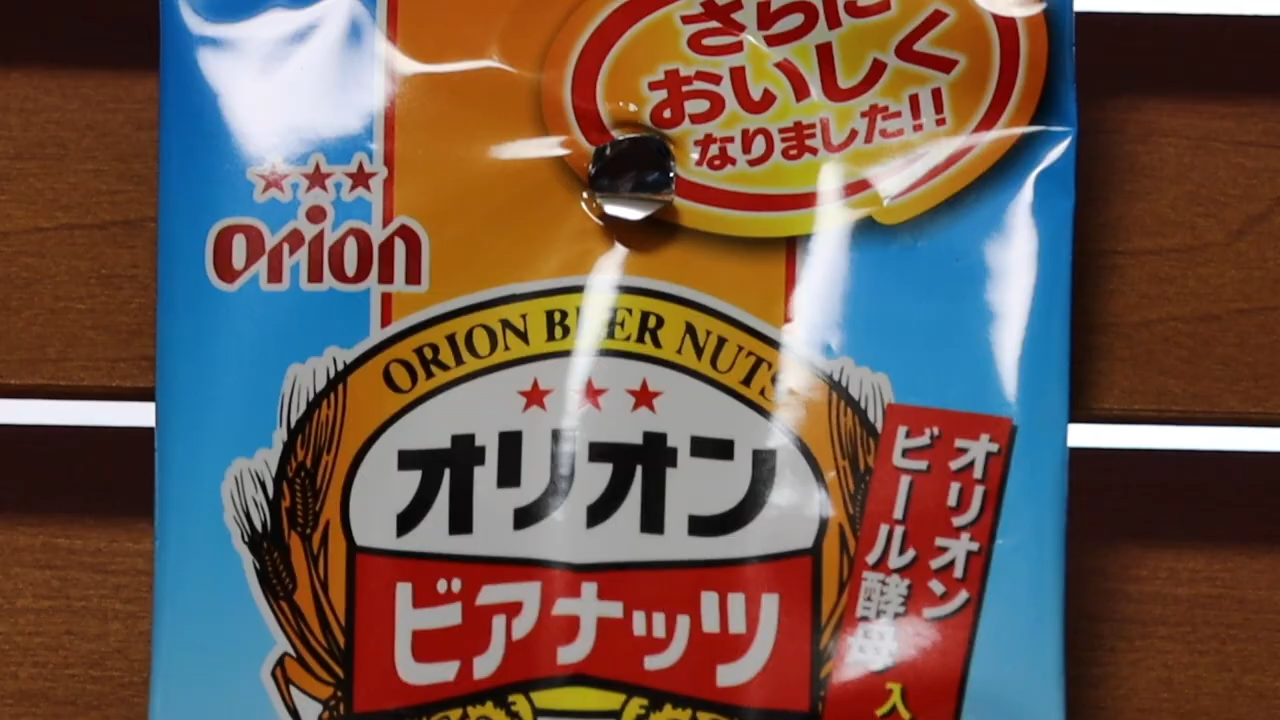 さらに
おいしく
なりました!!
orion
ORION BEER NUTS
オリオン
ビアナッツ
オリオン
ビール酵母
入